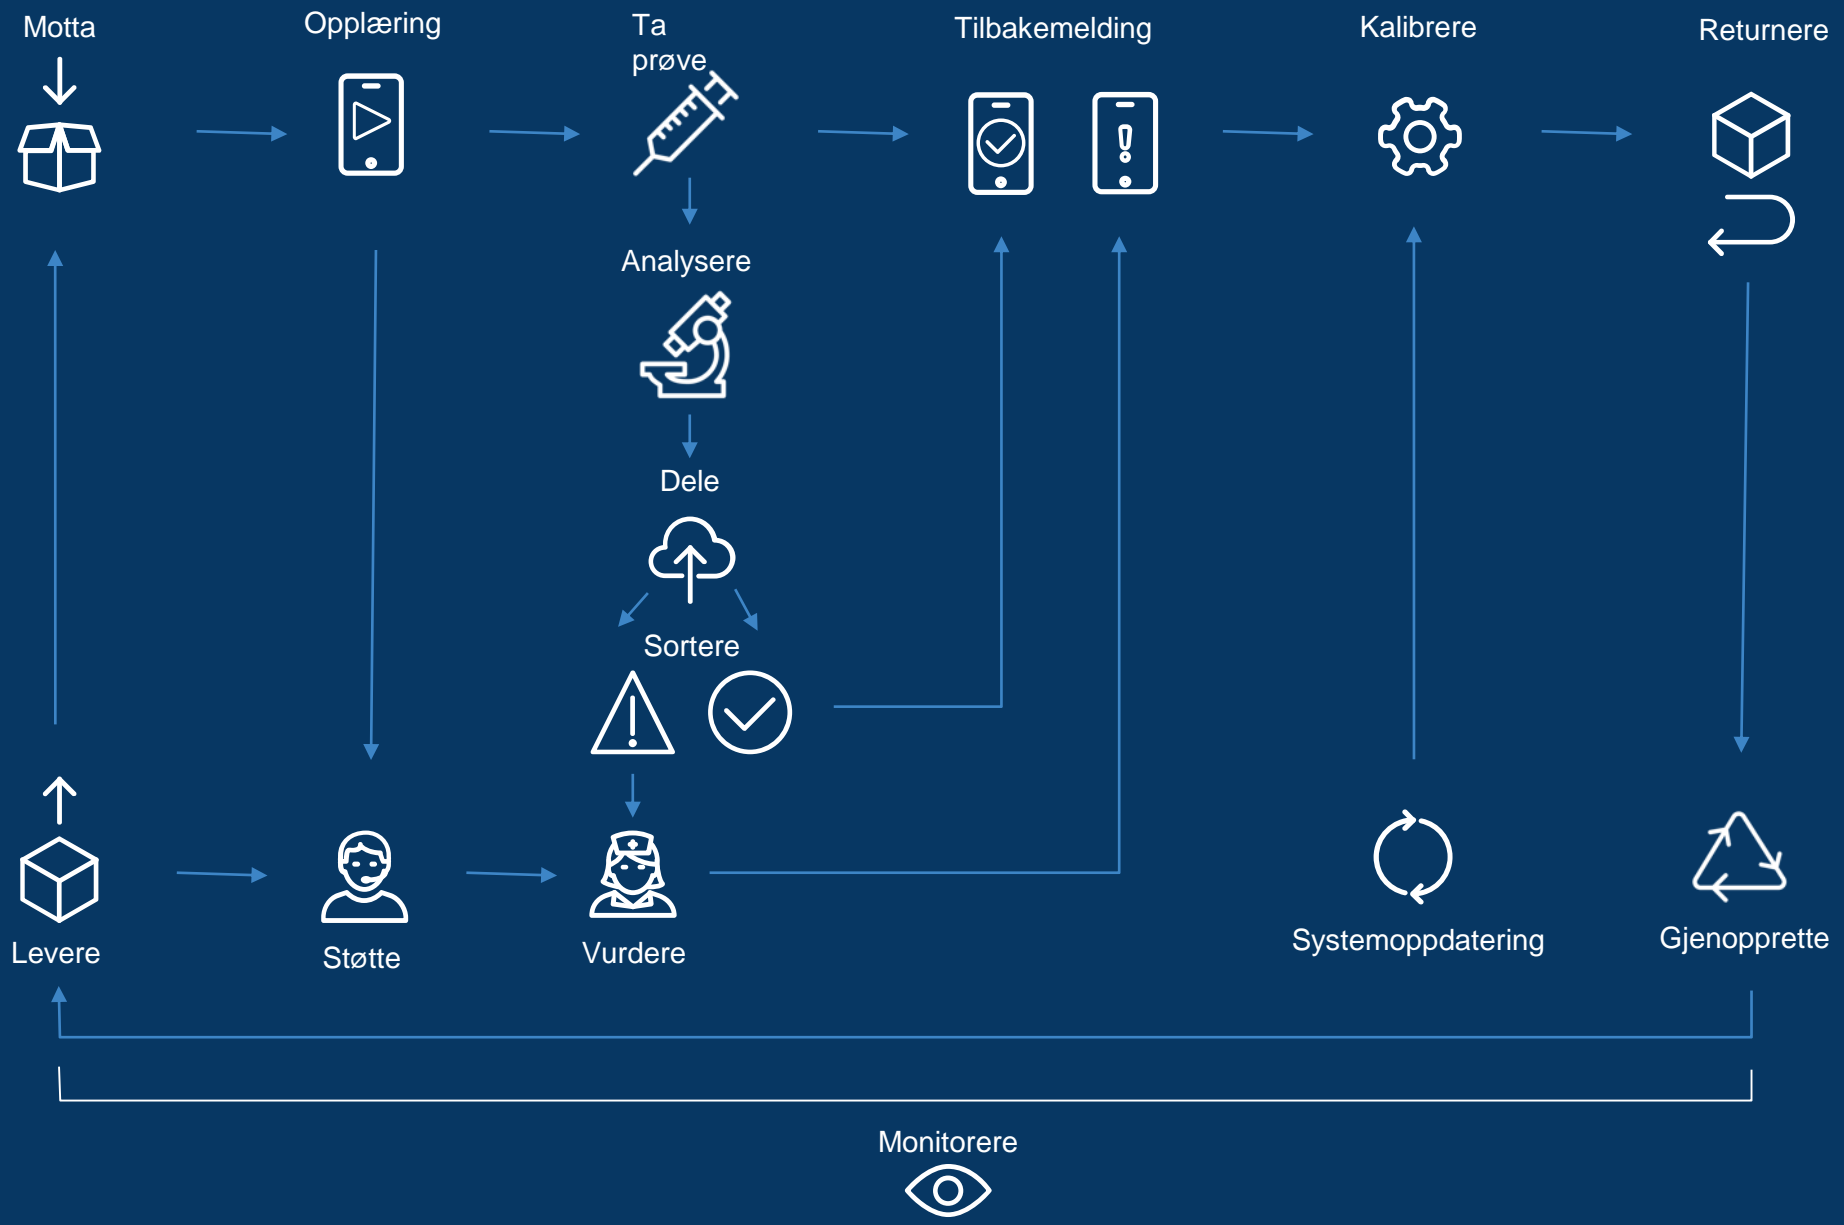 Motta
Opplæring
Ta
prøve
Tilbakemelding
Kalibrere
Returnere
Analysere
Dele
Sortere
Levere
Støtte
Vurdere
Systemoppdatering
Gjenopprette
Monitorere